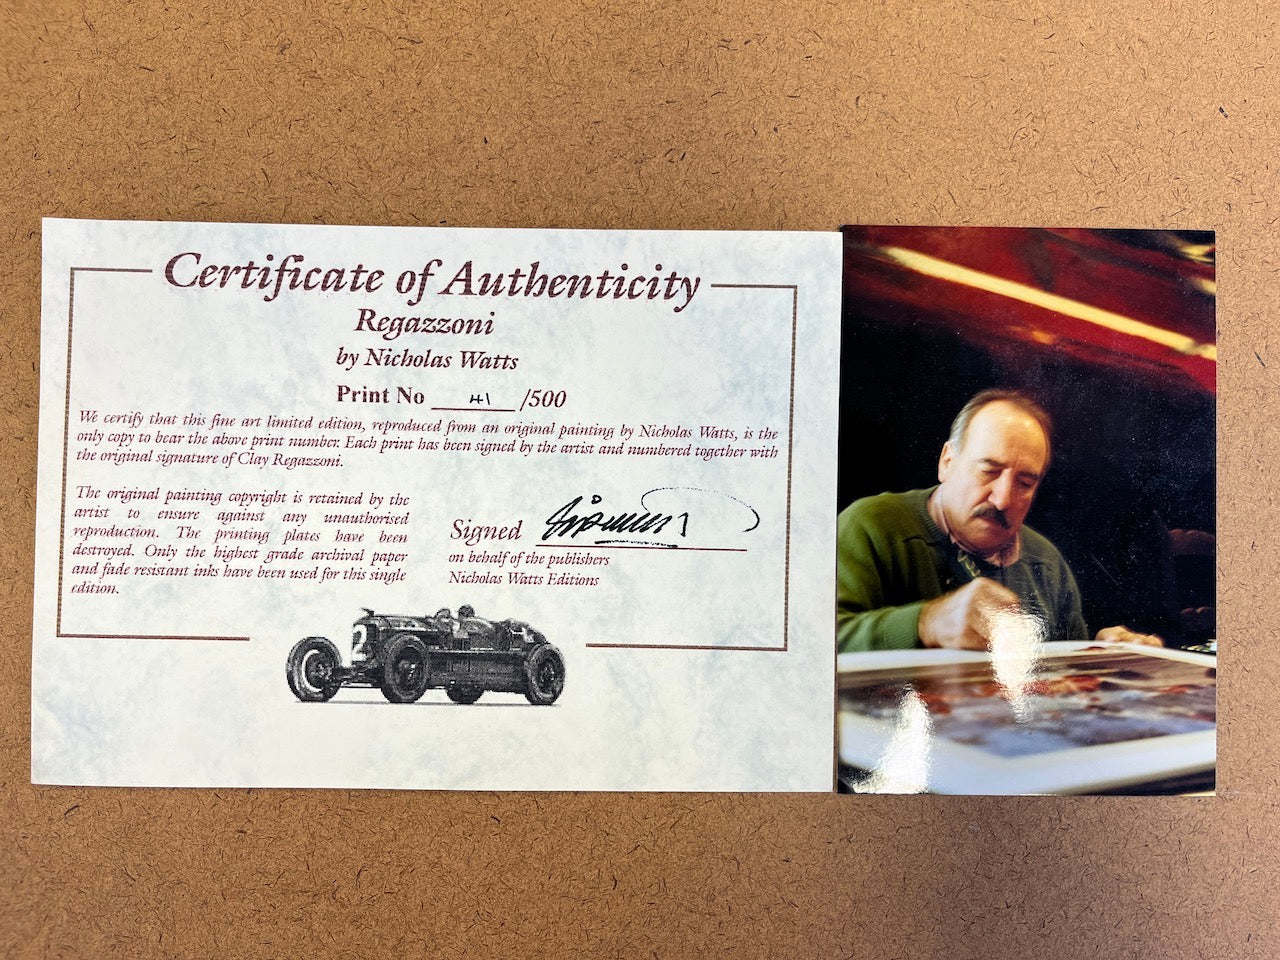 Certificate of Authenticity
Regazzoni
by Nicholas Watts
Print No 41 /500
We certify that this fine art limited edition, reproduced from an original painting by Nicholas Watts, is the
only copy to bear the above print number. Each print has been signed by the artist and numbered together with
the original signature of Clay Regazzoni.
The original painting copyright is retained by the
artist to ensure against any unauthorised
reproduction. The printing plates have been
destroyed. Only the highest grade archival paper
and fade resistant inks have been used for this single
edition.
Signed
on behalf of the publishers
Nicholas Watts Editions
2